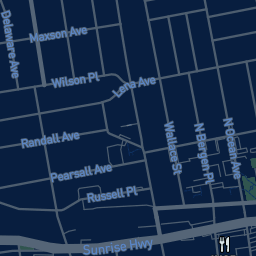 Delaware Ave
Maxson Ave
Wilson Pl
Lena Ave
Randall Ave
Wallace St
N Bergen Pl
N Ocean Ave
Pearsall Ave
Russell Pl
Sunrise Hwy